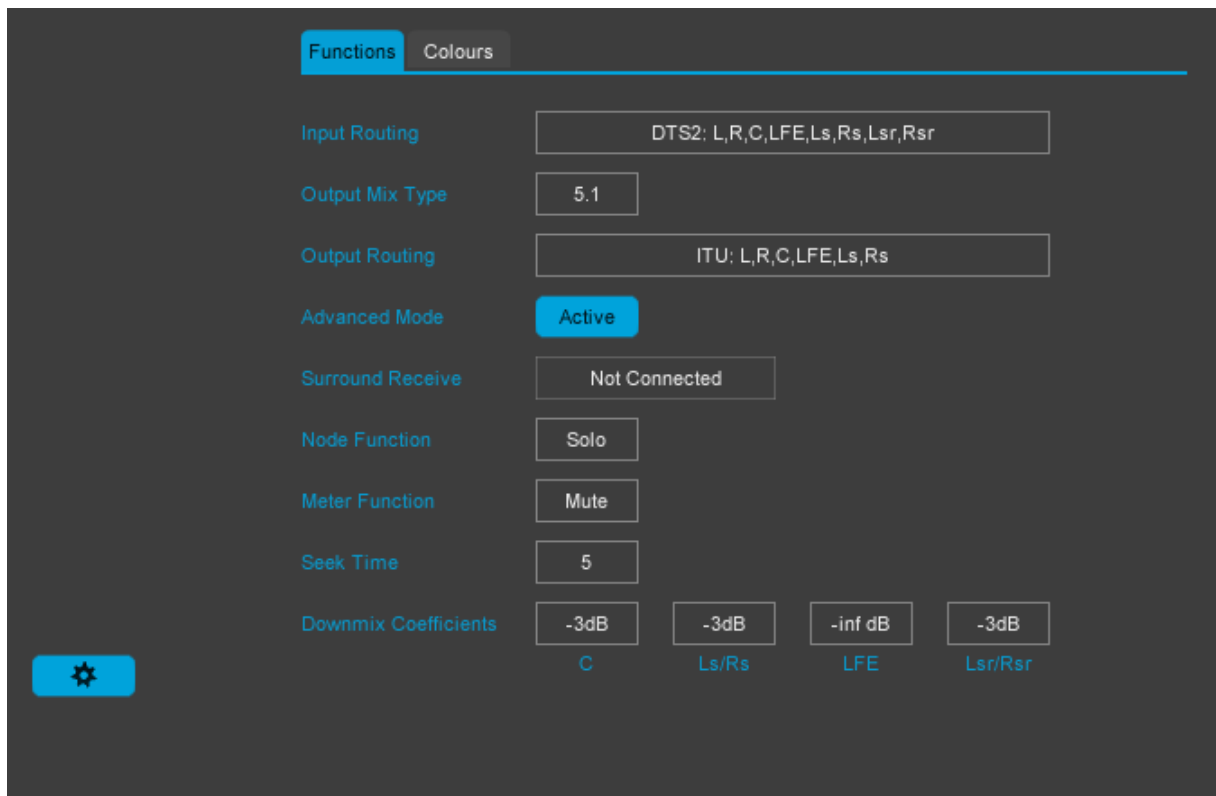 Functions Colours
Input Routing DTS2: L,R,C,LFE,Ls,Rs,Lsr,Rsr
Output Mix Type 5.1
Output Routing ITU: L,R,C,LFE,Ls,Rs
Advanced Mode Active
Surround Receive Not Connected
Node Function Solo
Meter Function Mute
Seek Time 5
Downmix Coefficients -3dB -3dB -inf dB -3dB
C Ls/Rs LFE Lsr/Rsr